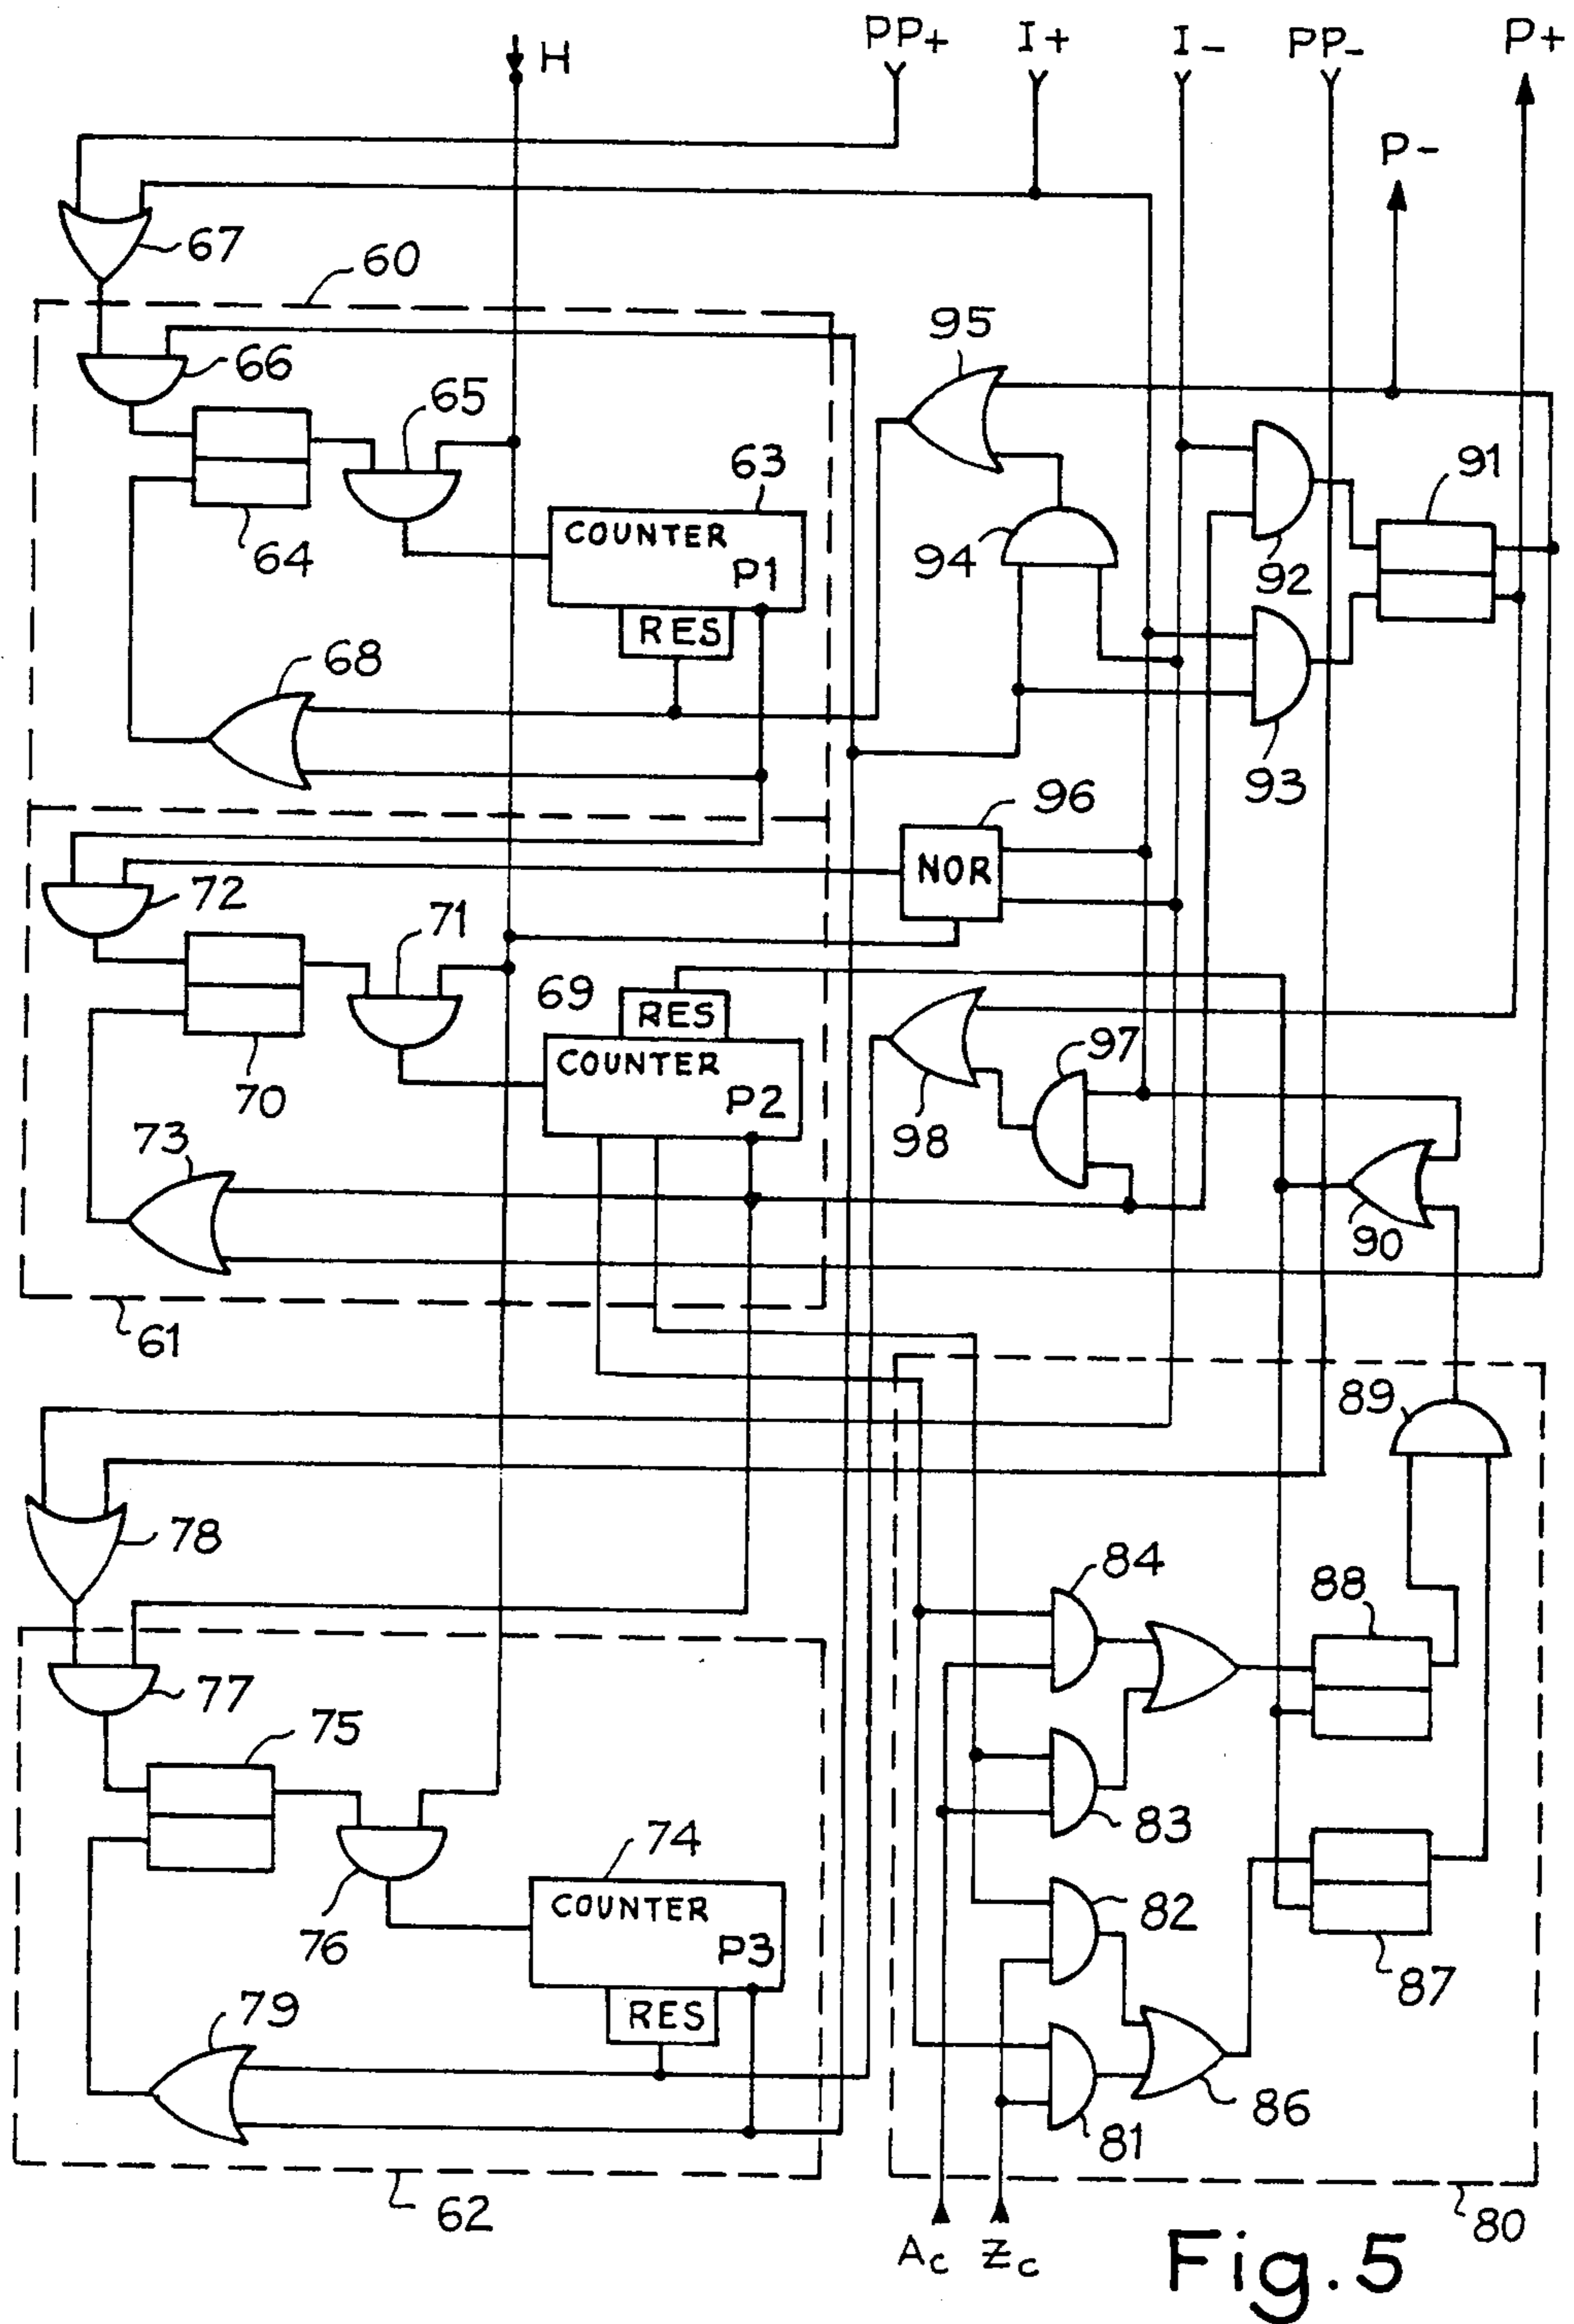 H
PP+
I+
I-
PP-
P+
P-
67
60
66
65
95
63
COUNTER
P1
RES
64
94
91
92
68
93
96
NOR
72
71
69
RES
COUNTER
P2
70
97
98
73
90
61
89
78
84
88
77
75
83
74
COUNTER
P3
76
82
87
RES
79
86
81
62
80
Ac
Zc
Fig.5